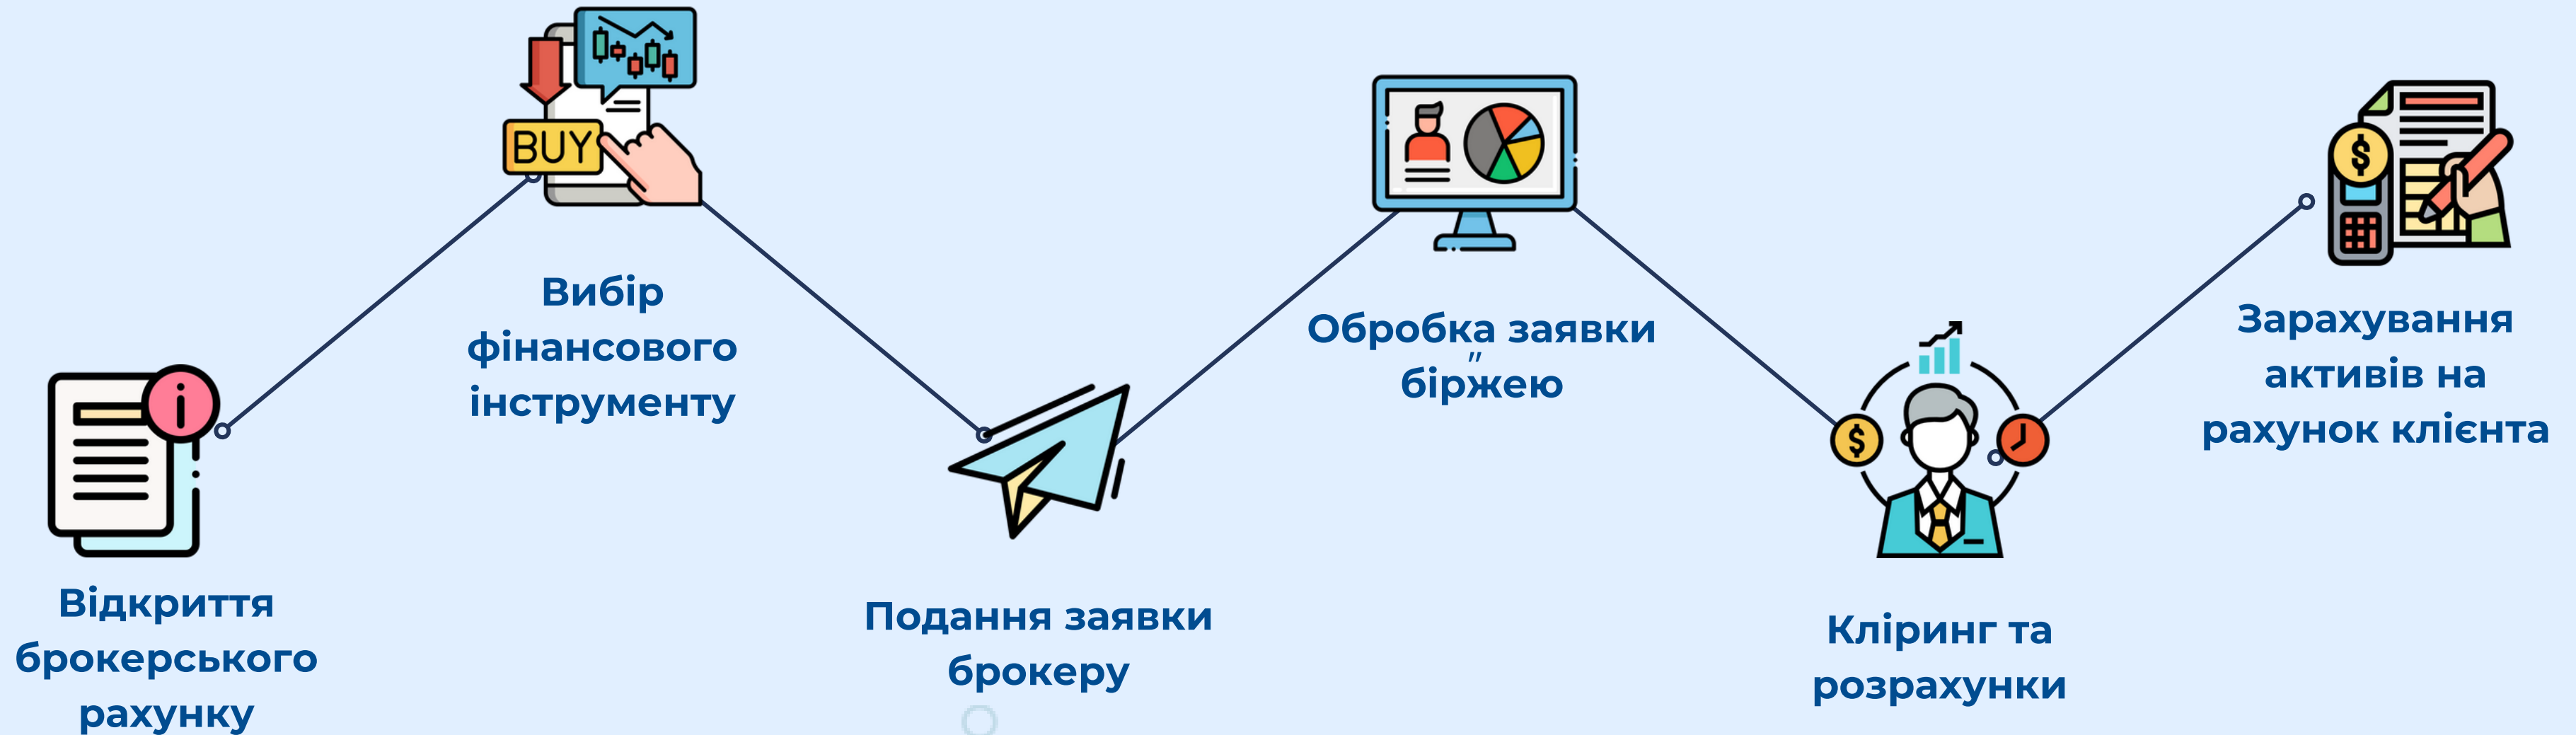 Відкриття
брокерського
рахунку
BUY
Вибір
фінансового
інструменту
Подання заявки
брокеру
Обробка заявки
"
біржею
$
Кліринг та
розрахунки
$
Зарахування
активів на
рахунок клієнта